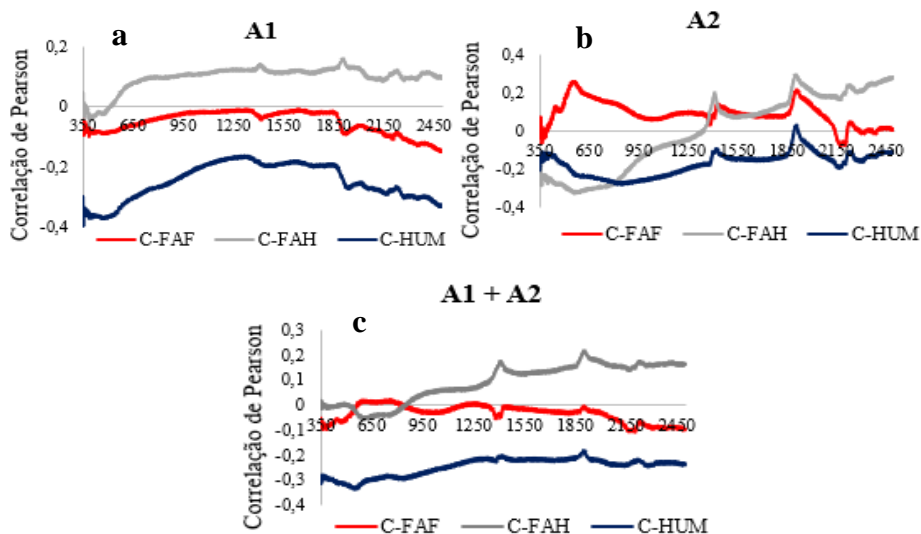 a
A1
Correlação de Pearson
0,2
0
-0,2
-0,4
350 650 950 1250 1550 1850 2150 2450
C-FAF C-FAH C-HUM
b
A2
Correlação de Pearson
0,4
0,2
0
-0,2
-0,4
350 650 950 1250 1550 1850 2150 2450
C-FAF C-FAH C-HUM
A1 + A2
c
Correlação de Pearson
0,3
0,2
0,1
0
-0,1
-0,2
-0,3
-0,4
350 650 950 1250 1550 1850 2150 2450
C-FAF C-FAH C-HUM